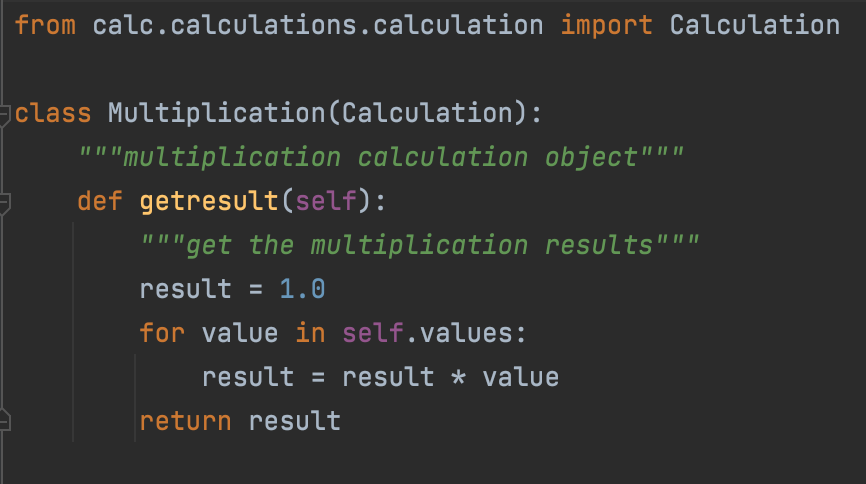 from calc.calculations.calculation import Calculation
class Multiplication(Calculation):
    """multiplication calculation object"""
    def getresult(self):
        """get the multiplication results"""
        result = 1.0
        for value in self.values:
            result = result * value
        return result